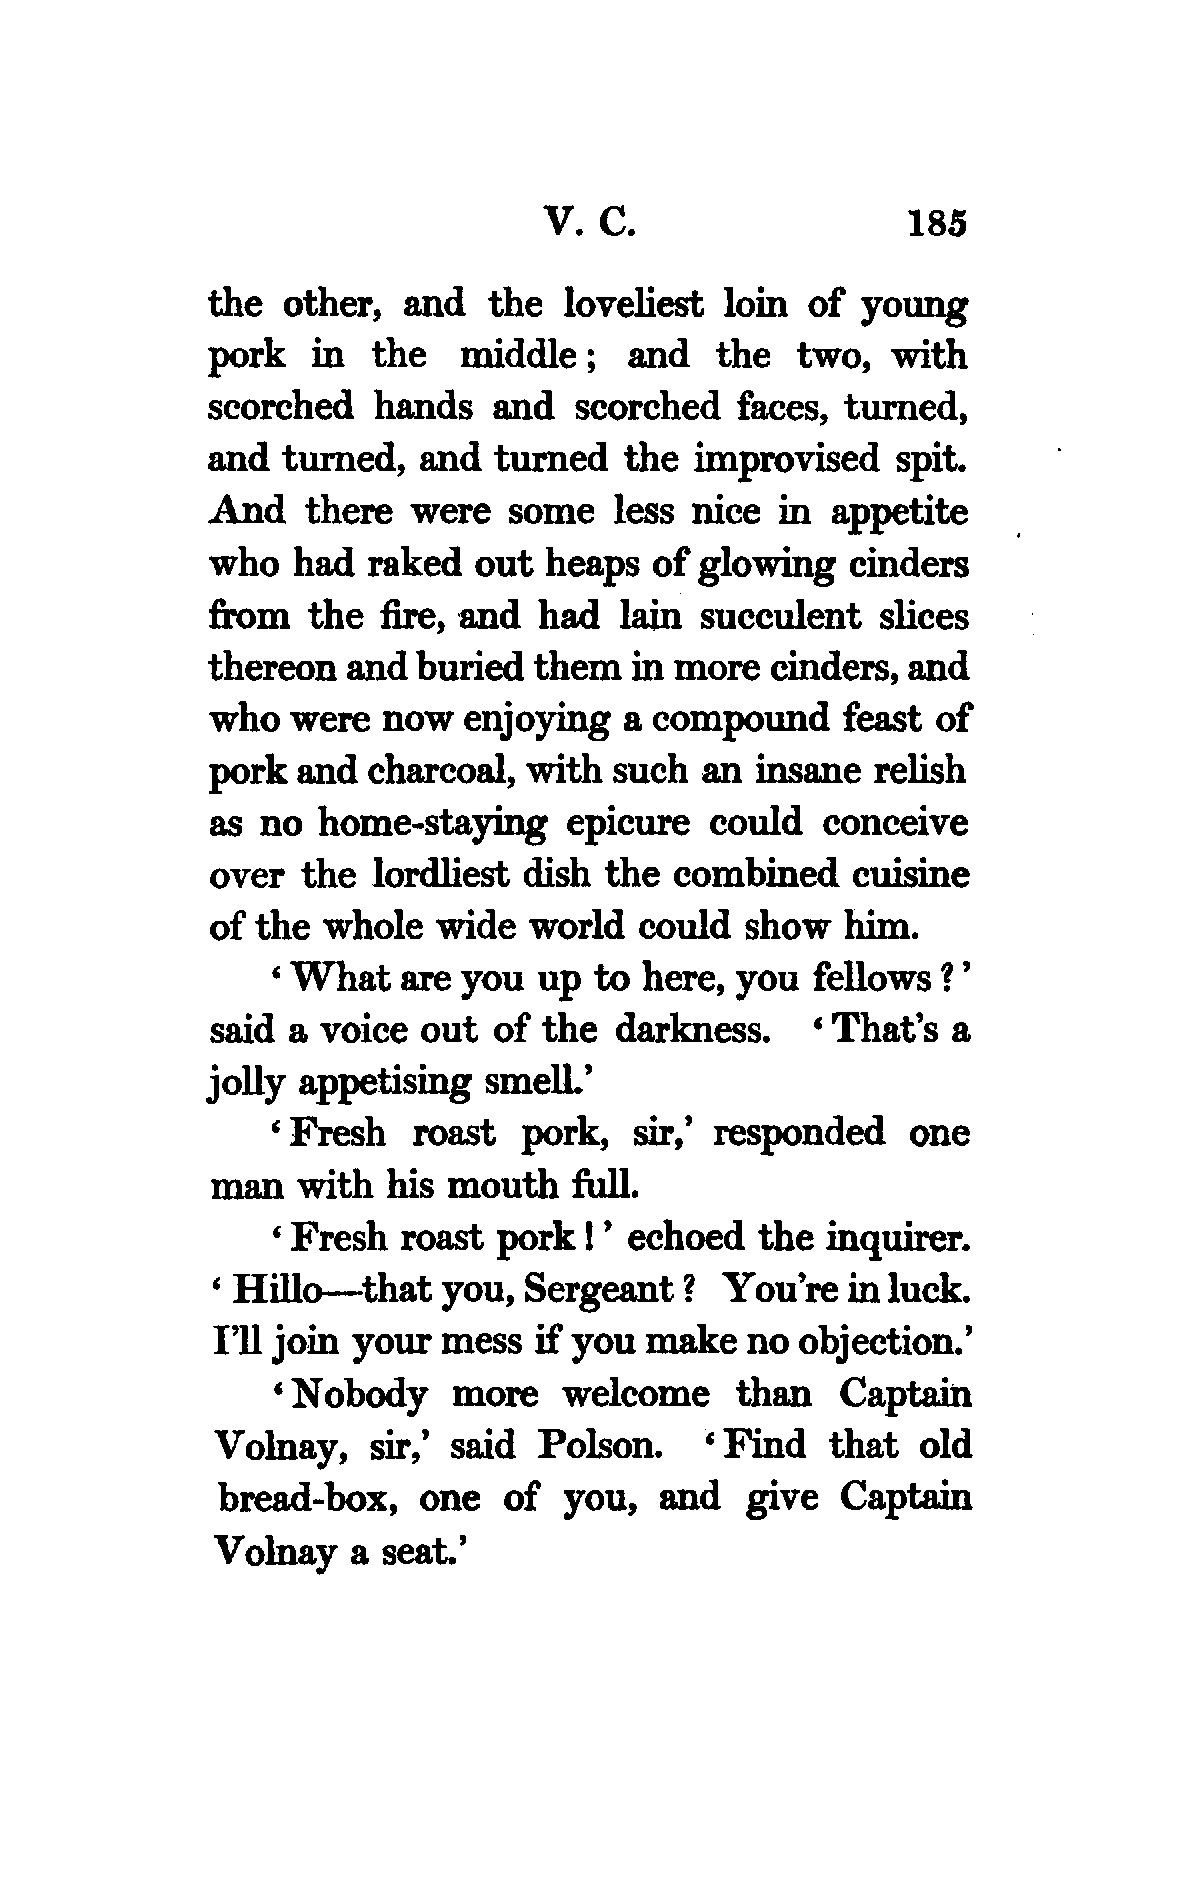 V. C. 185
the other, and the loveliest loin of young
pork in the middle; and the two, with
scorched hands and scorched faces, turned,
and turned, and turned the improvised spit.
And there were some less nice in appetite
who had raked out heaps of glowing cinders
from the fire, and had lain succulent slices
thereon and buried them in more cinders, and
who were now enjoying a compound feast of
pork and charcoal, with such an insane relish
as no home-staying epicure could conceive
over the lordliest dish the combined cuisine
of the whole wide world could show him.
‘What are you up to here, you fellows?’
said a voice out of the darkness. ‘That’s a
jolly appetising smell.’
‘Fresh roast pork, sir,’ responded one
man with his mouth full.
‘Fresh roast pork!’ echoed the inquirer.
‘Hillo—that you, Sergeant? You’re in luck.
I’ll join your mess if you make no objection.’
‘Nobody more welcome than Captain
Volnay, sir,’ said Polson. ‘Find that old
bread-box, one of you, and give Captain
Volnay a seat.’